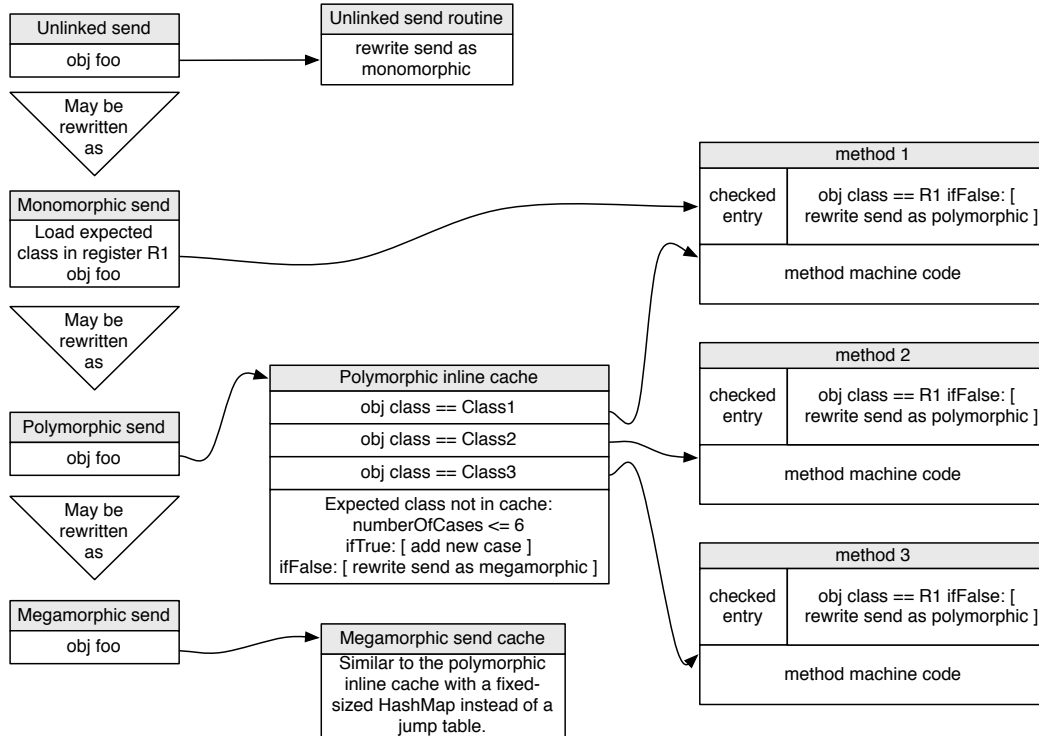 Unlinked send
obj foo
Unlinked send routine
rewrite send as
monomorphic
May be
rewritten
as
Monomorphic send
Load expected
class in register R1
obj foo
May be
rewritten
as
Polymorphic send
obj foo
Polymorphic inline cache
obj class == Class1
obj class == Class2
obj class == Class3
Expected class not in cache:
numberOfCases <= 6
ifTrue: [ add new case ]
ifFalse: [ rewrite send as megamorphic ]
May be
rewritten
as
Megamorphic send
obj foo
Megamorphic send cache
Similar to the polymorphic
inline cache with a fixed-
sized HashMap instead of a
jump table.
method 1
checked
entry
obj class == R1 ifFalse: [
rewrite send as polymorphic ]
method machine code
method 2
checked
entry
obj class == R1 ifFalse: [
rewrite send as polymorphic ]
method machine code
method 3
checked
entry
obj class == R1 ifFalse: [
rewrite send as polymorphic ]
method machine code